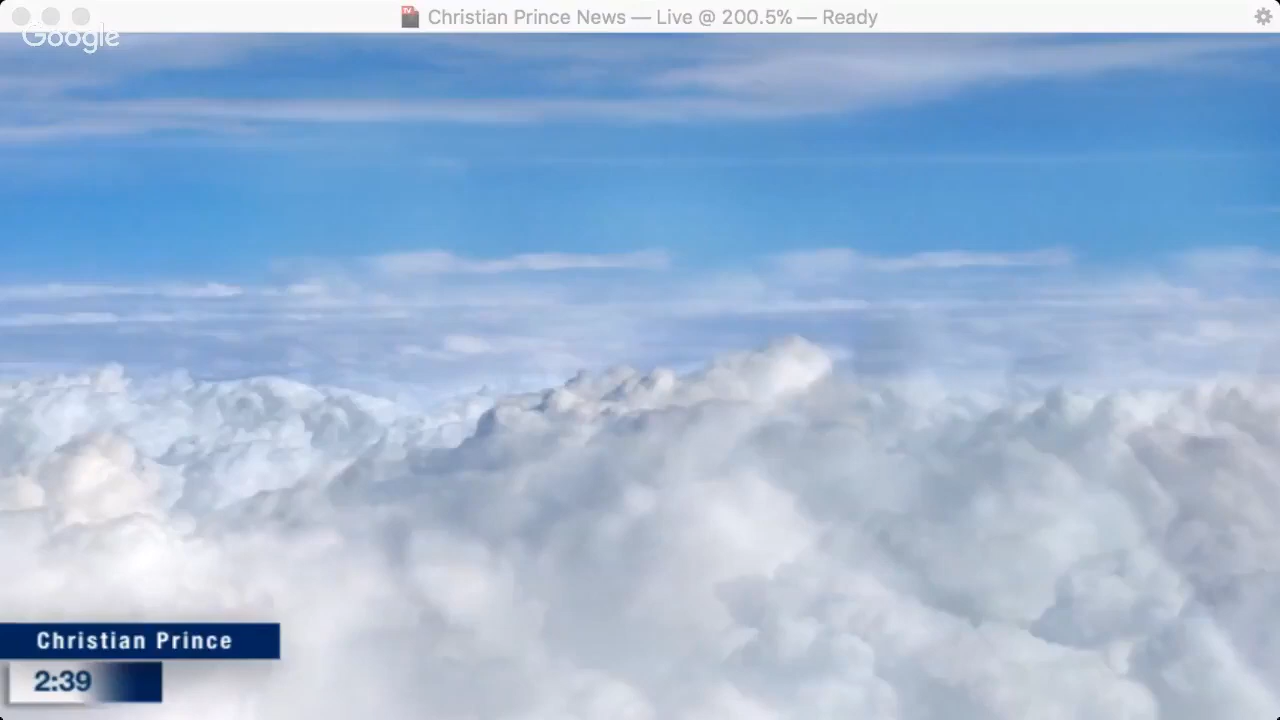 Christian Prince News — Live @ 200.5% — Ready
Google
Christian Prince
2:39